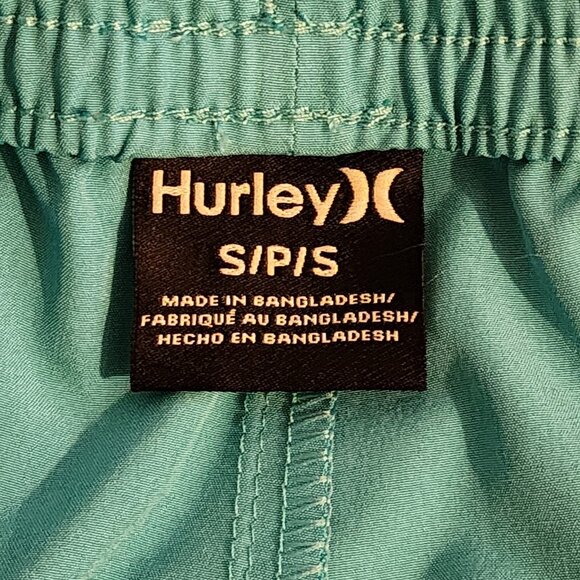 Hurley
S/P/S
MADE IN BANGLADESH/
FABRIQUÉ AU BANGLADESH/
HECHO EN BANGLADESH